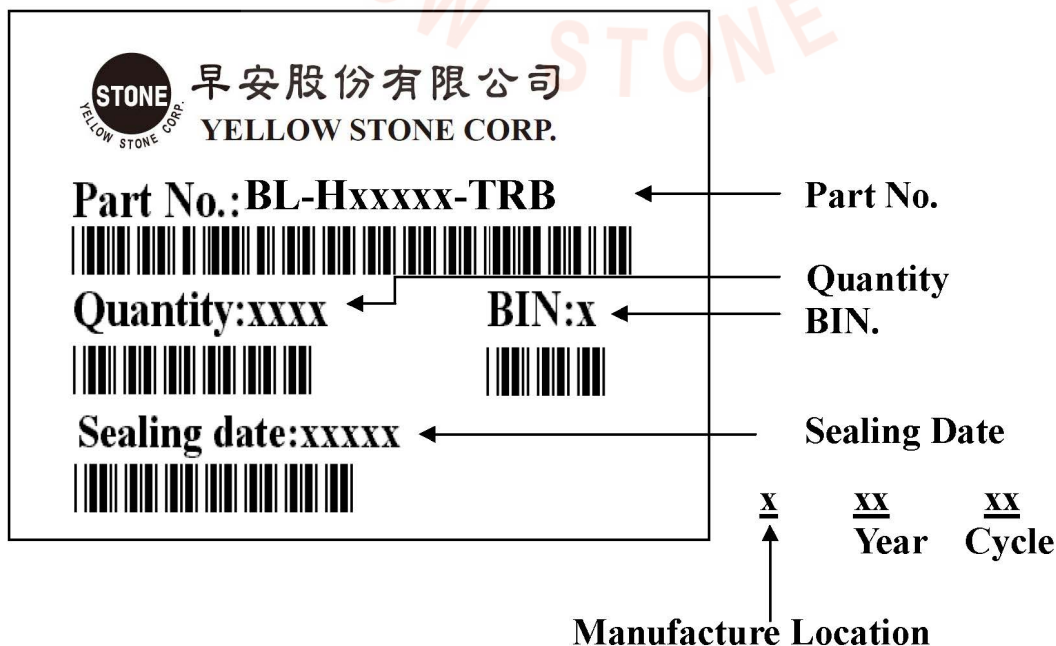 OW STONE
STONE
YELLOW STONE CORP.
早安股份有限公司
YELLOW STONE CORP.
Part No.:BL-Hxxxxx-TRB
Part No.
Quantity
Quantity:xxxx
BIN:x
BIN.
Sealing date:xxxxx
Sealing Date
x xx xx
Year Cycle
Manufacture Location